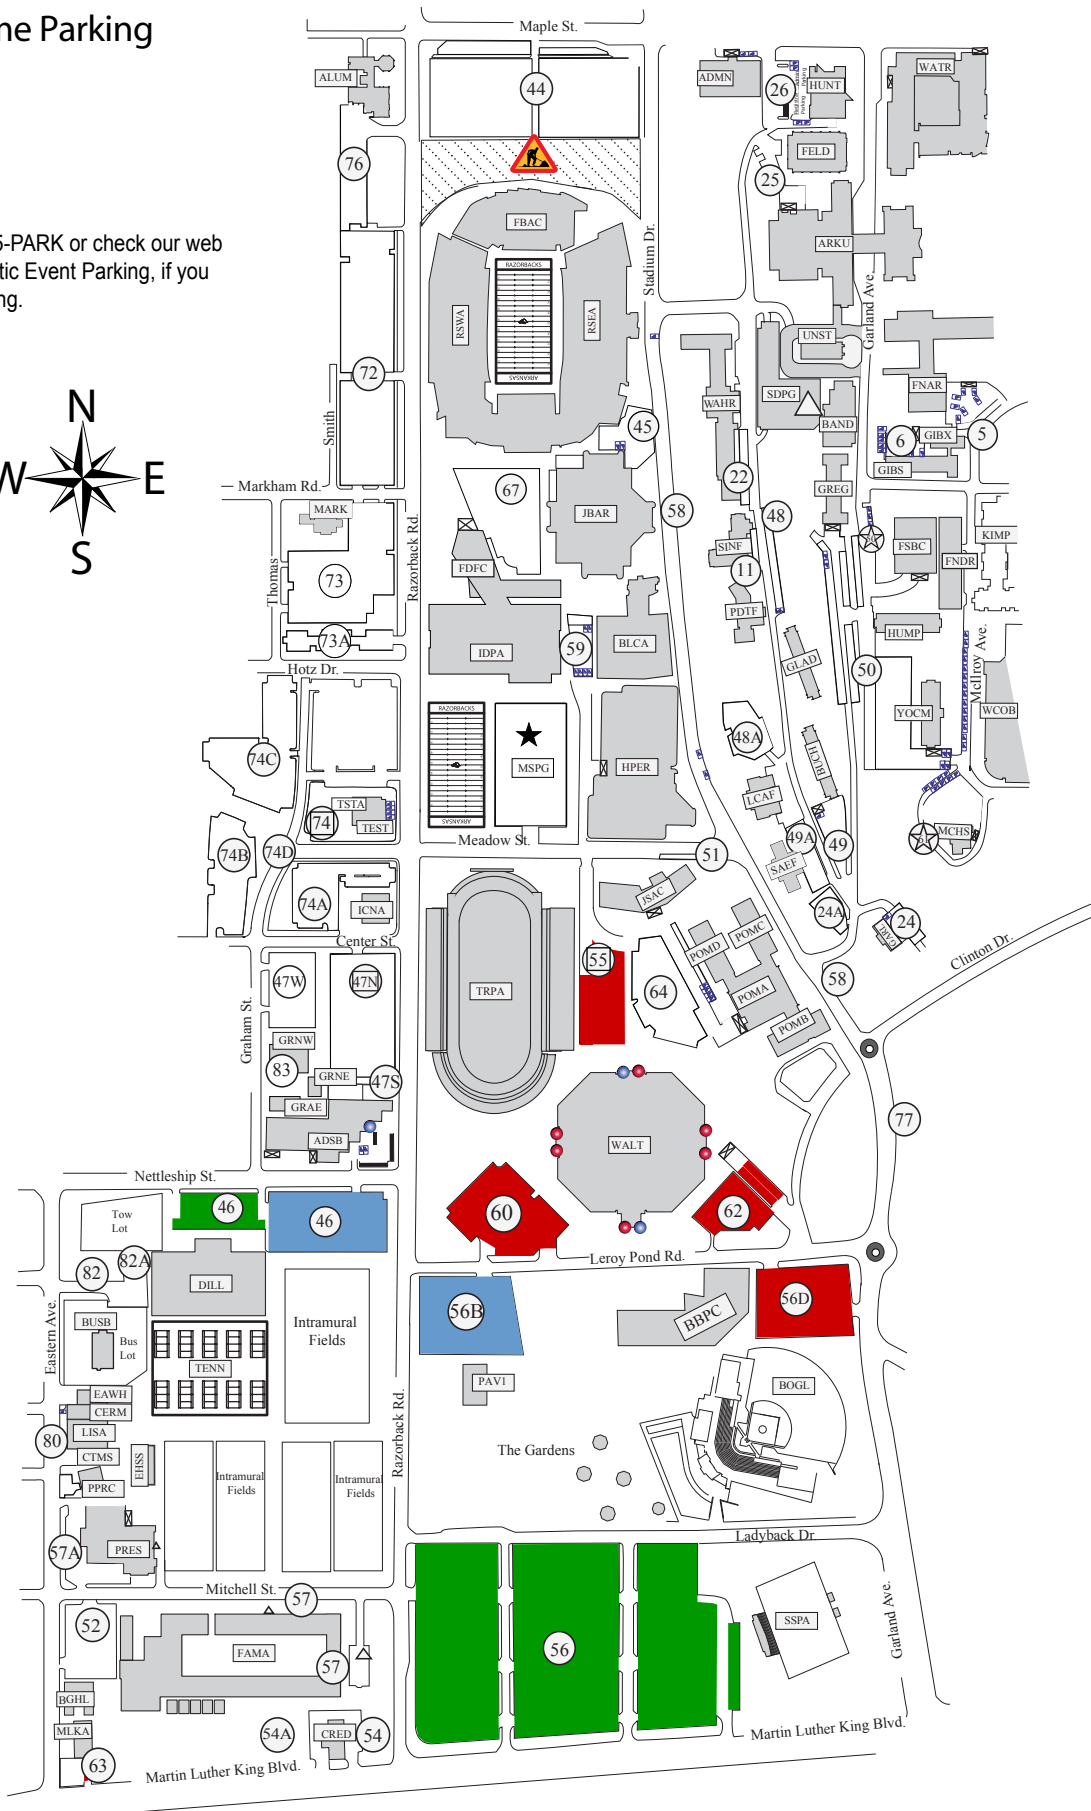 ne Parking
Maple St.
44
ALUM
ADMN
26
HUNT
WATR
FELD
76
25
FBAC
ARKU
5-PARK or check our web
tic Event Parking, if you
ng.
Stadium Dr.
RAZORBACKS
RSWA
RSEA
ARKANSAS
Garland Ave.
UNST
72
WAHR
SDPG
FNAR
BAND
45
6
GIBX
5
GIBS
N
W
E
S
Smith
Markham Rd.
67
22
GREG
MARK
JBAR
58
48
FSBC
KIMP
FNDR
Razorback Rd.
SINF
11
FDFC
73
Thomas
PDTF
73A
59
BLCA
IDPA
HUMP
Hotz Dr.
GLAD
50
McIlroy Ave.
RAZORBACKS
YOCM
WCOB
74C
48A
MSPG
HPER
BUCH
ARKANSAS
LCAF
TSTA
74
TEST
Meadow St.
74B
74D
51
49A
49
MCHS
SAEF
JSAC
74A
ICNA
24A
24
GARL
Center St.
POMC
POMD
Clinton Dr.
55
47W
47N
TRPA
64
58
POMA
POMB
Graham St.
GRNW
83
GRNE
47S
GRAE
77
ADSB
WALT
Nettleship St.
46
46
Tow
Lot
60
62
82A
82
Leroy Pond Rd.
DILL
56B
56D
BBPC
Eastern Ave.
BUSB
Bus
Lot
Intramural
Fields
TENN
PAV1
BOGL
EAWH
CERM
Razorback Rd.
80
LISA
CTMS
EHSS
The Gardens
PPRC
Intramural
Fields
Intramural
Fields
57A
PRES
Ladyback Dr.
Mitchell St.
57
52
SSPA
Garland Ave.
FAMA
57
56
BGHL
MLKA
54A
CRED
54
Martin Luther King Blvd.
63
Martin Luther King Blvd.